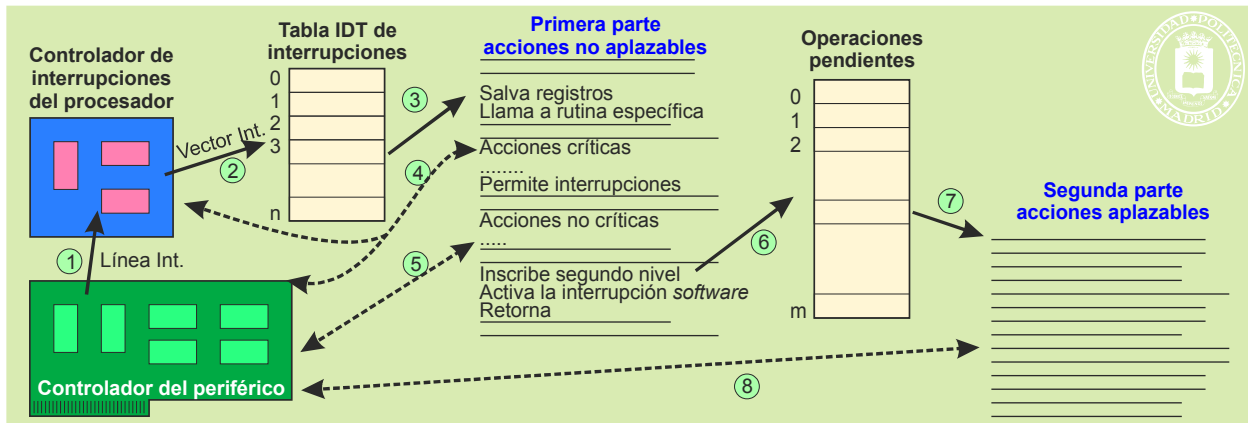 Tabla IDT de
interrupciones
Primera parte
acciones no aplazables
Operaciones
pendientes
Controlador de
interrupciones
del procesador
0
1
2
3
n
Vector Int.
2
3
Salva registros
Llama a rutina específica
4
Acciones críticas
........
Permite interrupciones
Acciones no críticas
.....
Inscribe segundo nivel
Activa la interrupción software
Retorna
0
1
2
m
6
7
Segunda parte
acciones aplazables
1
Línea Int.
5
8
Controlador del periférico
UNIVERSIDAD POLITÉCNICA
MADRID